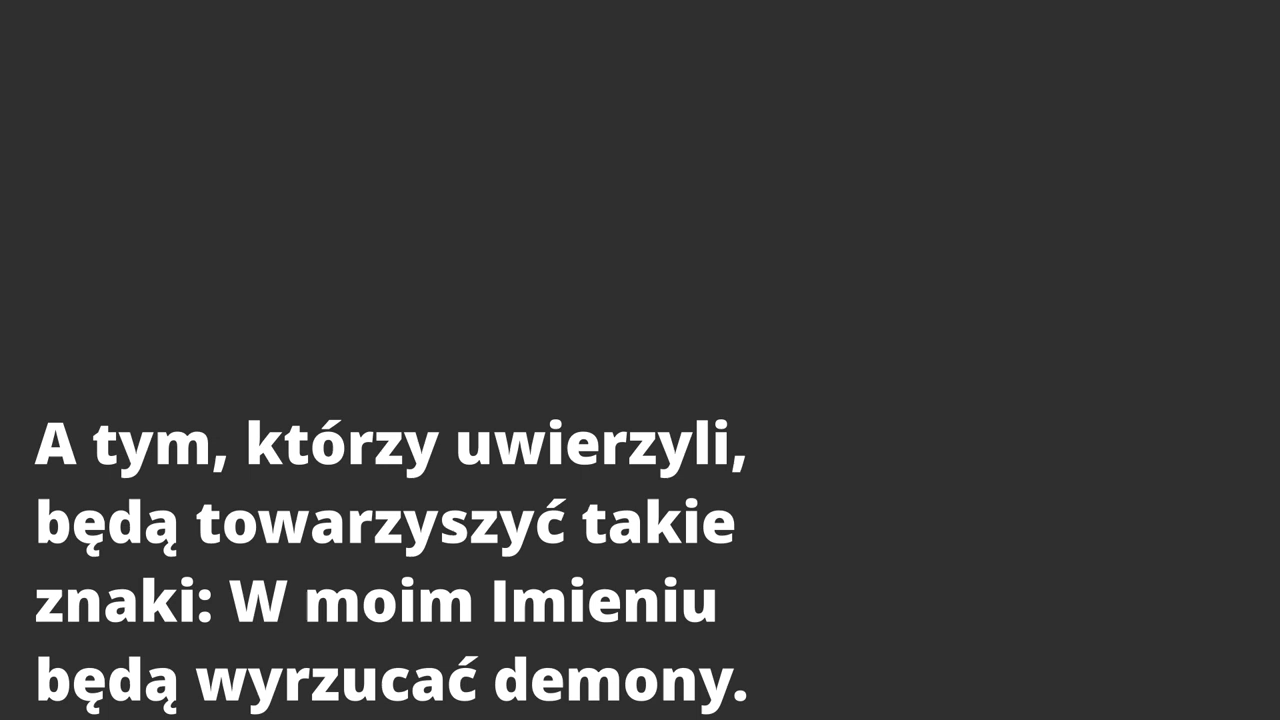 A tym, którzy uwierzyli,
będą towarzyszyć takie
znaki: W moim Imieniu
będą wyrzucać demony.